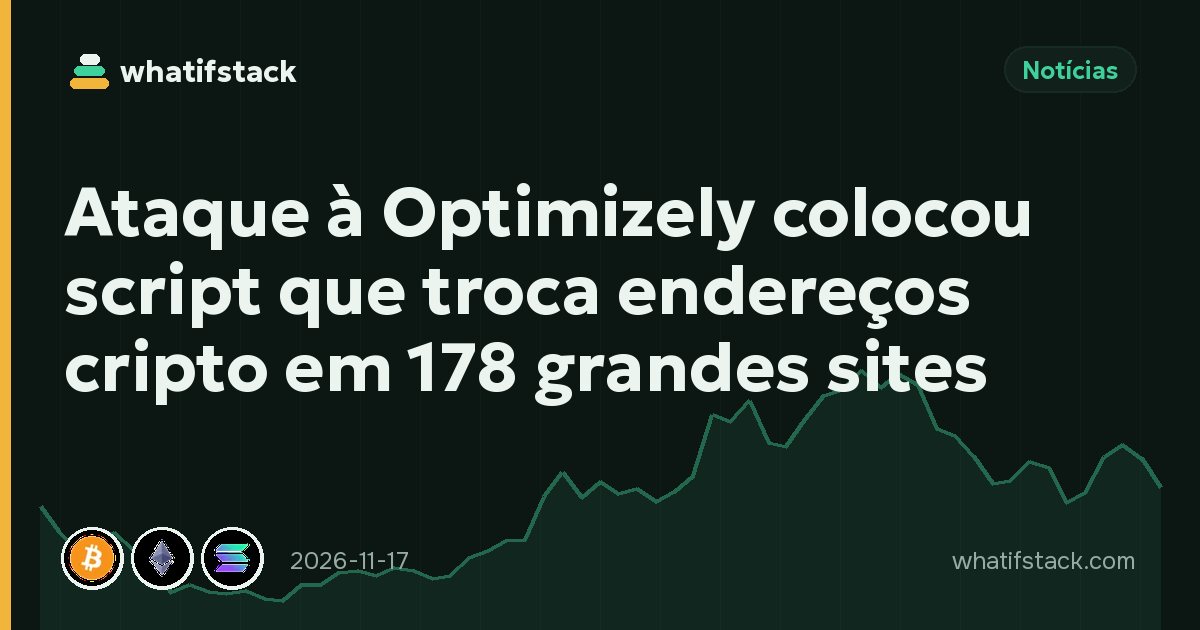 whatifstack
Notícias
Ataque à Optimizely colocou
script que troca endereços
cripto em 178 grandes sites
2026-11-17
whatifstack.com